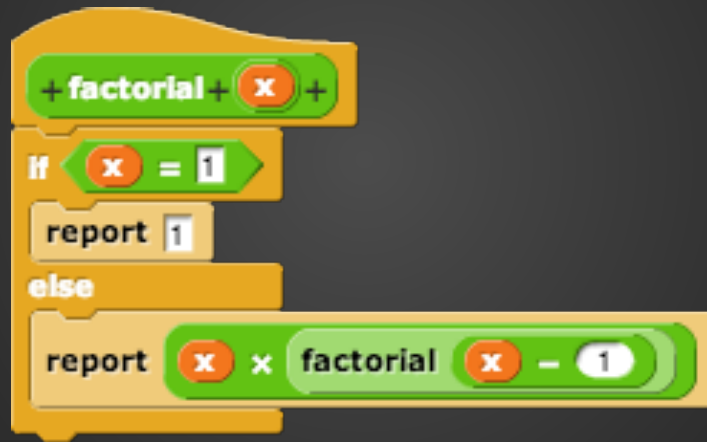 + factorial + x +
if x = 1
report 1
else
report x × factorial x - 1